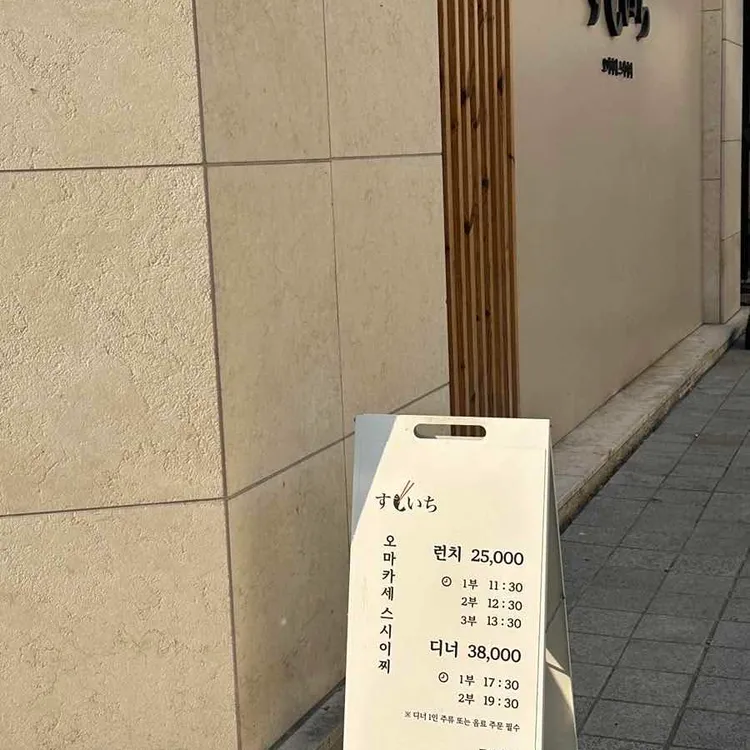 すしいち
오마카세 스시이찌
런치 25,000
1부 11:30
2부 12:30
3부 13:30
디너 38,000
1부 17:30
2부 19:30
※ 디너 1인 주류 또는 음료 주문 필수